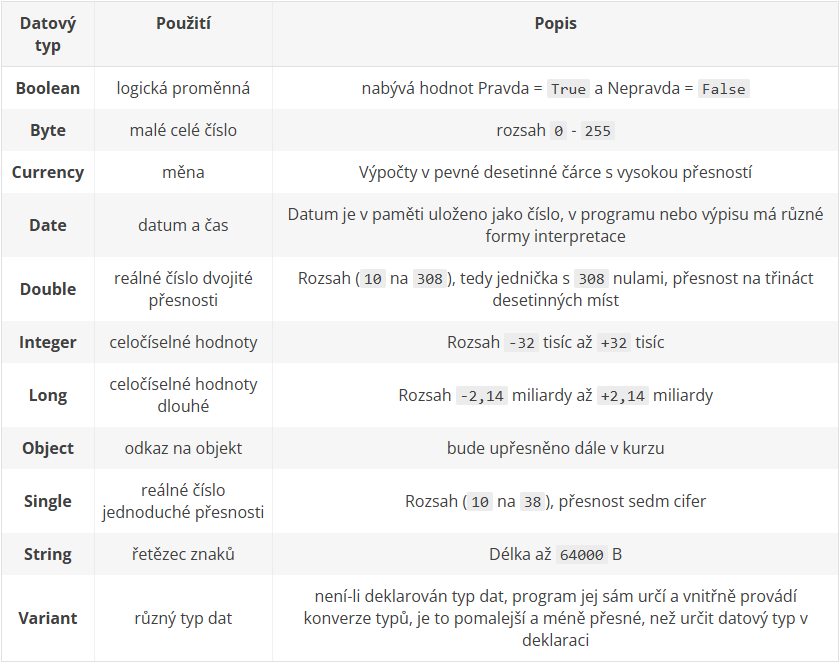 Datový typ Použití Popis
Boolean logická proměnná nabývá hodnot Pravda = True a Nepravda = False
Byte malé celé číslo rozsah 0 - 255
Currency měna Výpočty v pevné desetinné čárce s vysokou přesností
Date datum a čas Datum je v paměti uloženo jako číslo, v programu nebo výpisu má různé
formy interpretace
Double reálné číslo dvojité
přesnosti
Rozsah (10 na 308), tedy jednička s 308 nulami, přesnost na třináct
desetinných míst
Integer celočíselné hodnoty Rozsah -32 tisíc až +32 tisíc
Long celočíselné hodnoty
dlouhé
Rozsah -2,14 miliardy až +2,14 miliardy
Object odkaz na objekt bude upřesněno dále v kurzu
Single reálné číslo
jednoduché přesnosti
Rozsah (10 na 38), přesnost sedm cifer
String řetězec znaků Délka až 64000 B
Variant různý typ dat
není-li deklarován typ dat, program jej sám určí a vnitřně provádí
konverze typů, je to pomalejší a méně přesné, než určit datový typ v
deklaraci